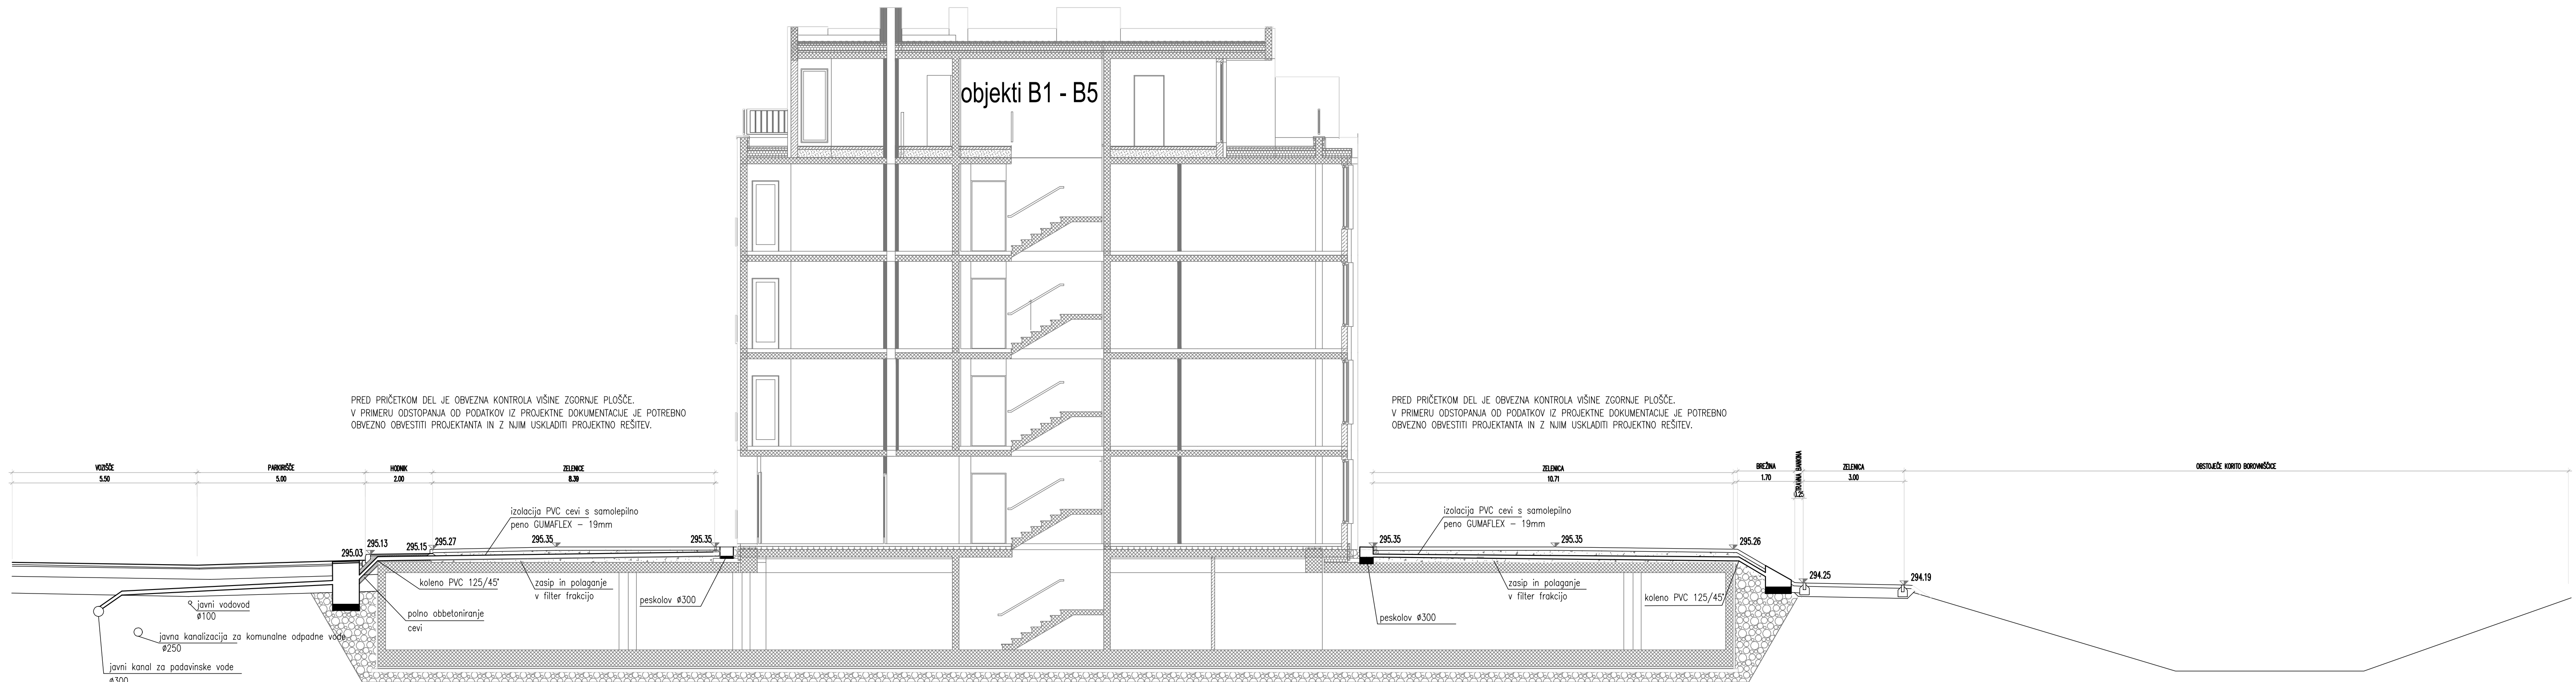 objekti B1 - B5
PRED PRIČETKOM DEL JE OBVEZNA KONTROLA VIŠINE ZGORNJE PLOŠČE.
V PRIMERU ODSTOPANJA OD PODATKOV IZ PROJEKTNE DOKUMENTACIJE JE POTREBNO
OBVEZNO OBVESTITI PROJEKTANTA IN Z NJIM USKLADITI PROJEKTNO REŠITEV.
PRED PRIČETKOM DEL JE OBVEZNA KONTROLA VIŠINE ZGORNJE PLOŠČE.
V PRIMERU ODSTOPANJA OD PODATKOV IZ PROJEKTNE DOKUMENTACIJE JE POTREBNO
OBVEZNO OBVESTITI PROJEKTANTA IN Z NJIM USKLADITI PROJEKTNO REŠITEV.
VOZIŠČE
5.50
PARKIRIŠČE
5.00
HODNIK
2.00
ZELENICE
8.39
ZELENICA
10.71
BREŽINA
1.70
UTRJENA BANKINA
ZELENICA
3.00
OBSTOJEČE KORITO BOROVNIŠČICE
izolacija PVC cevi s samolepilno
peno GUMAFLEX – 19mm
295.03
295.13
295.15
295.27
295.35
295.35
koleno PVC 125/45°
zasip in polaganje
v filter frakcijo
peskolov Ø300
polno obbetoniranje
cevi
javni vodovod
Ø100
javna kanalizacija za komunalne odpadne vode
Ø250
javni kanal za padavinske vode
Ø300
izolacija PVC cevi s samolepilno
peno GUMAFLEX – 19mm
295.35
295.35
295.26
294.25
294.19
zasip in polaganje
v filter frakcijo
koleno PVC 125/45°
peskolov Ø300